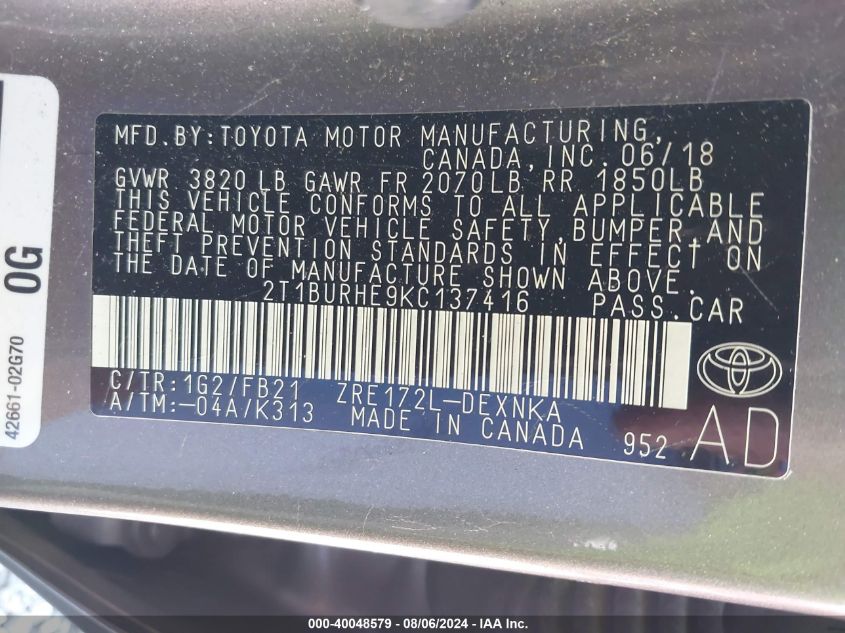 MFD.BY:TOYOTA MOTOR MANUFACTURING,
CANADA, INC. 06/18
GVWR 3820 LB GAWR FR 2070LB RR 1850LB
THIS VEHICLE CONFORMS TO ALL APPLICABLE
FEDERAL MOTOR VEHICLE SAFETY, BUMPER, AND
THEFT PREVENTION STANDARDS IN EFFECT ON
THE DATE OF MANUFACTURE SHOWN ABOVE.
2T1BURHE9KC137416 PASS.CAR
C/TR:1G2/FB21 ZRE172L-DEXNKA
A/TM:-04A/K313 MADE IN CANADA 952 AD
42661-02G70 0G
000-40048579 - 08/06/2024 - IAA Inc.